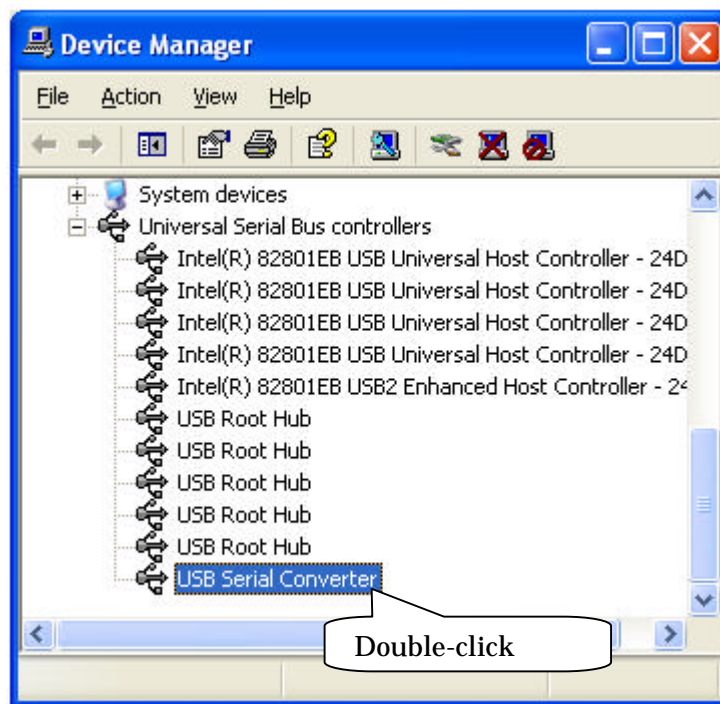 Device Manager
File Action View Help
System devices
Universal Serial Bus controllers
Intel(R) 82801EB USB Universal Host Controller - 24D
Intel(R) 82801EB USB Universal Host Controller - 24D
Intel(R) 82801EB USB Universal Host Controller - 24D
Intel(R) 82801EB USB Universal Host Controller - 24D
Intel(R) 82801EB USB2 Enhanced Host Controller - 24
USB Root Hub
USB Root Hub
USB Root Hub
USB Root Hub
USB Root Hub
USB Serial Converter
Double-click